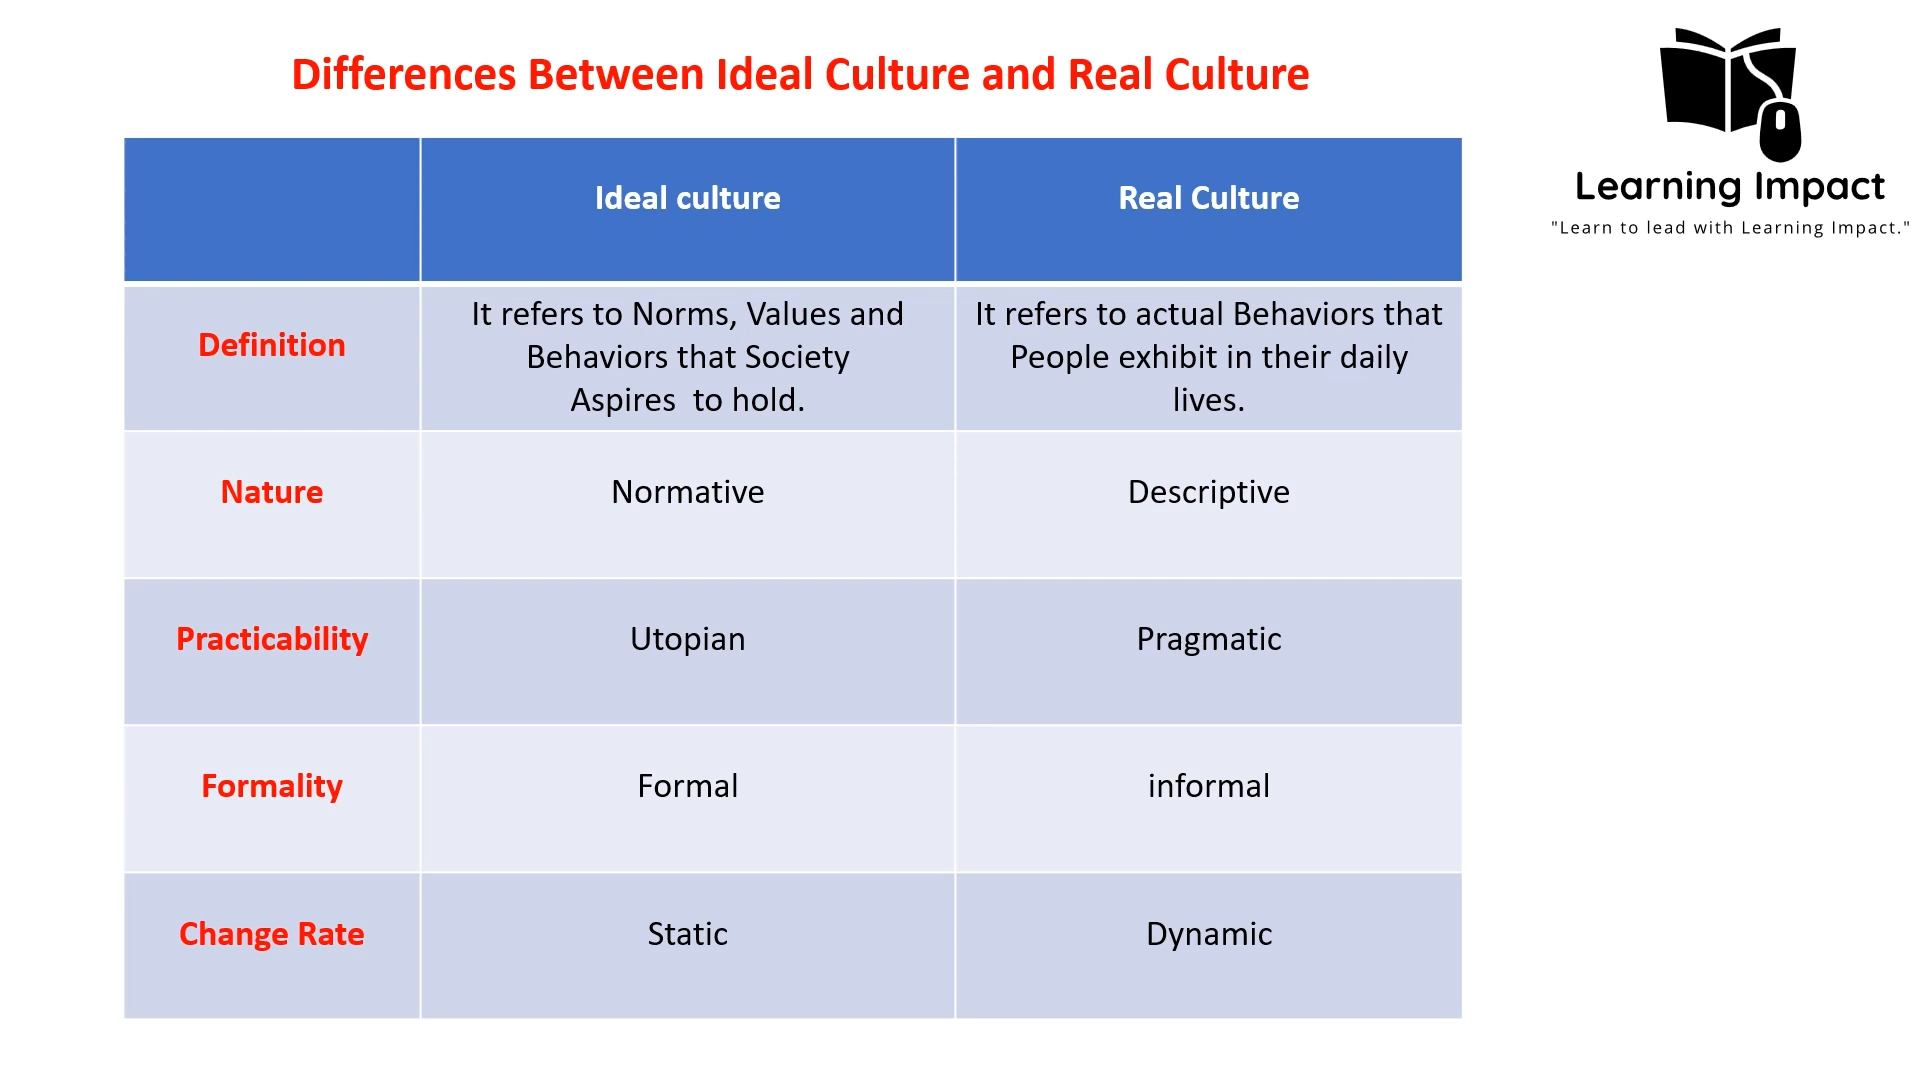 Differences Between Ideal Culture and Real Culture
Learning Impact
"Learn to lead with Learning Impact."
Ideal culture
Real Culture
Definition
It refers to Norms, Values and
Behaviors that Society
Aspires  to hold.
It refers to actual Behaviors that
People exhibit in their daily
lives.
Nature
Normative
Descriptive
Practicability
Utopian
Pragmatic
Formality
Formal
informal
Change Rate
Static
Dynamic